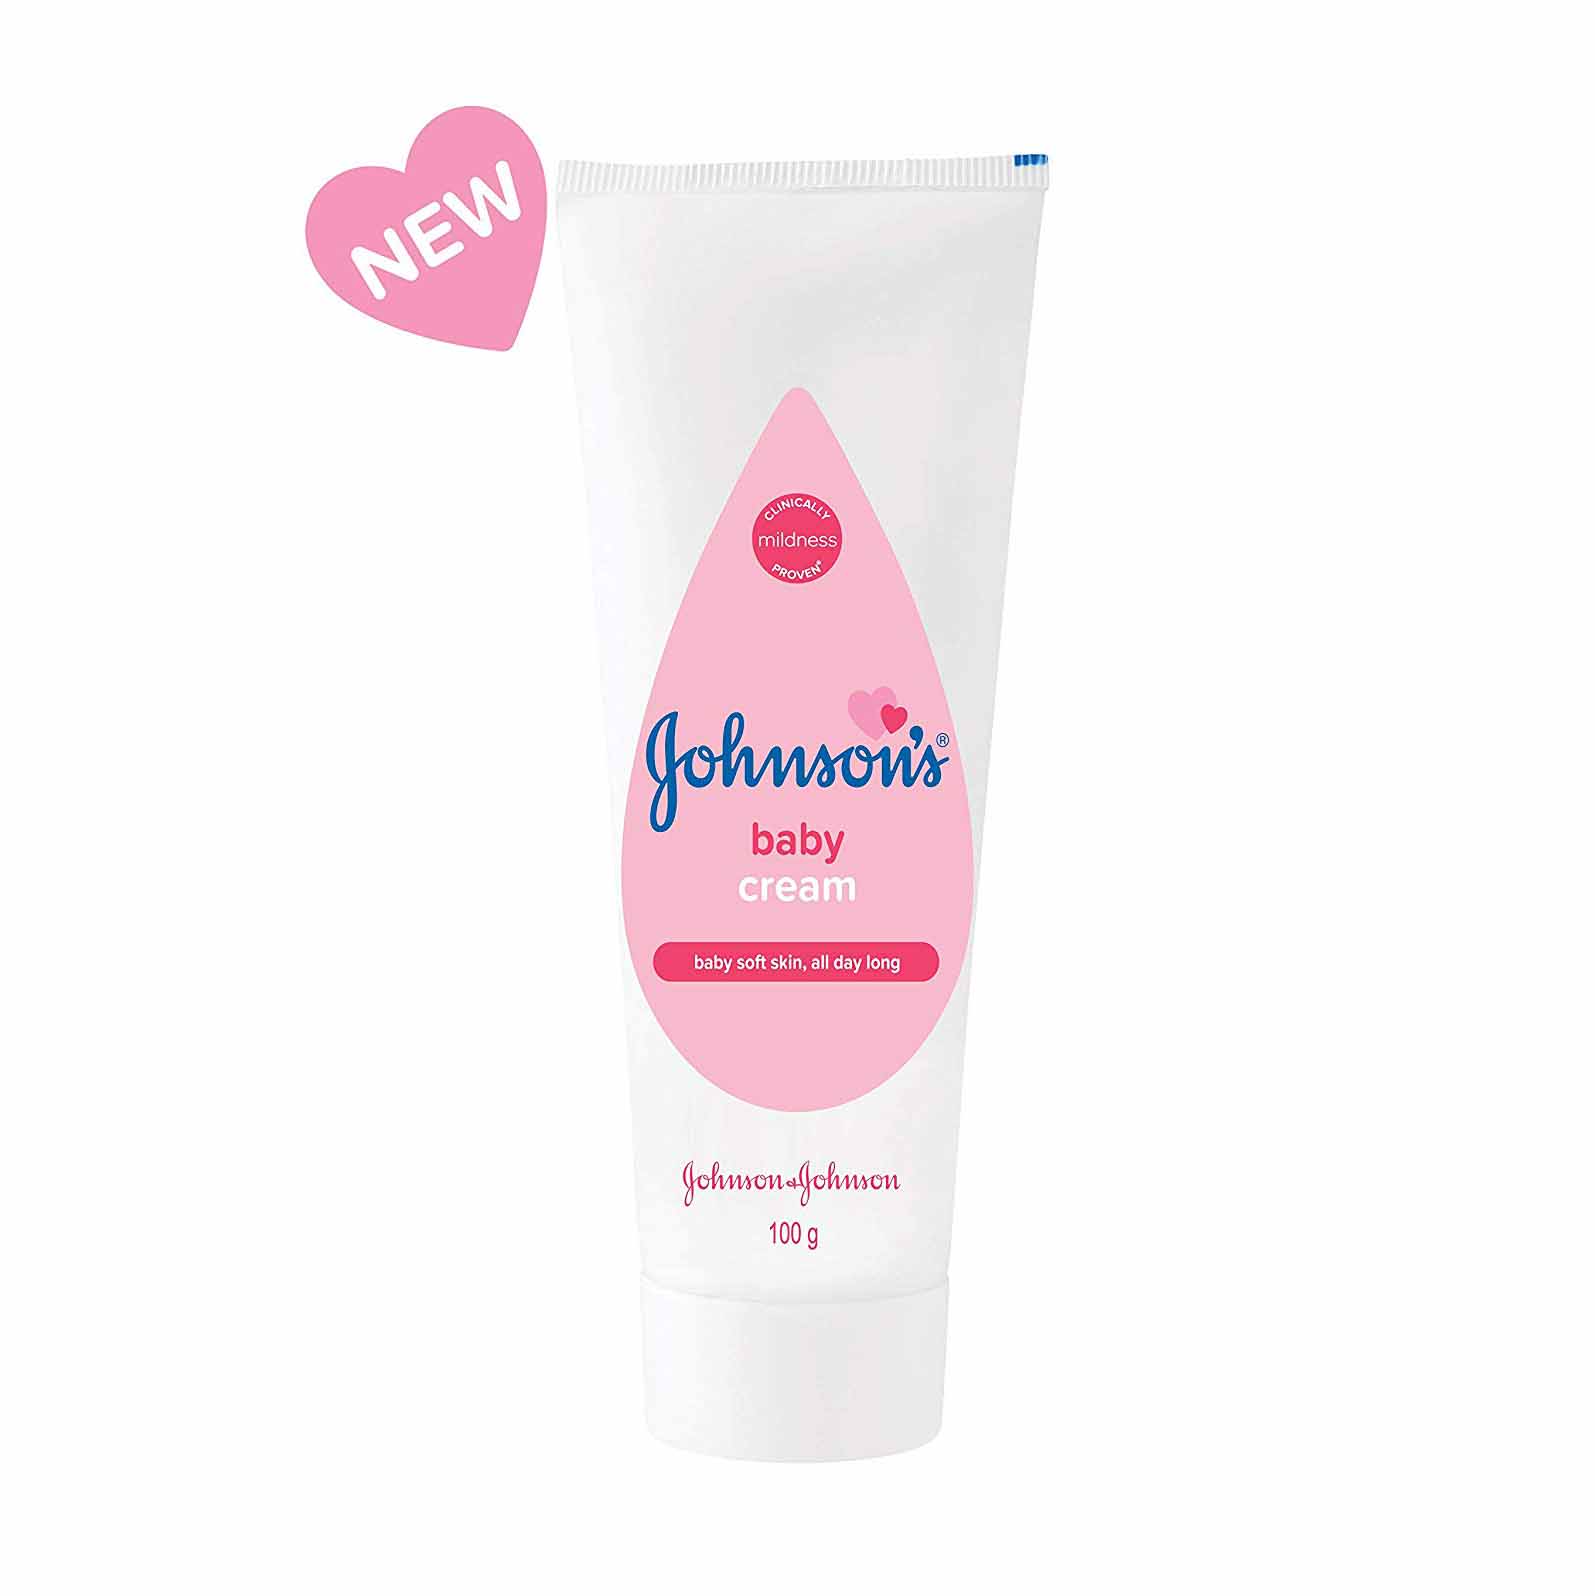 NEW
CLINICALLY
mildness
PROVEN®
Johnson's®
baby
cream
baby soft skin, all day long
Johnson & Johnson
100 g